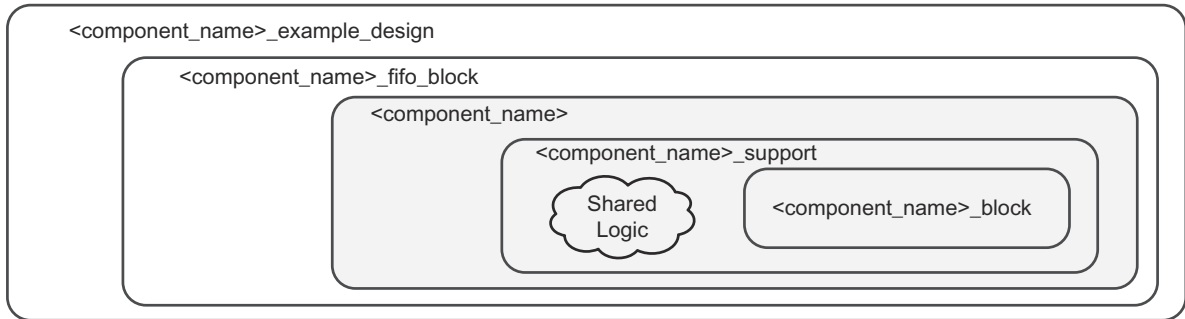 <component_name>_example_design
<component_name>_fifo_block
<component_name>
<component_name>_support
Shared
Logic
<component_name>_block